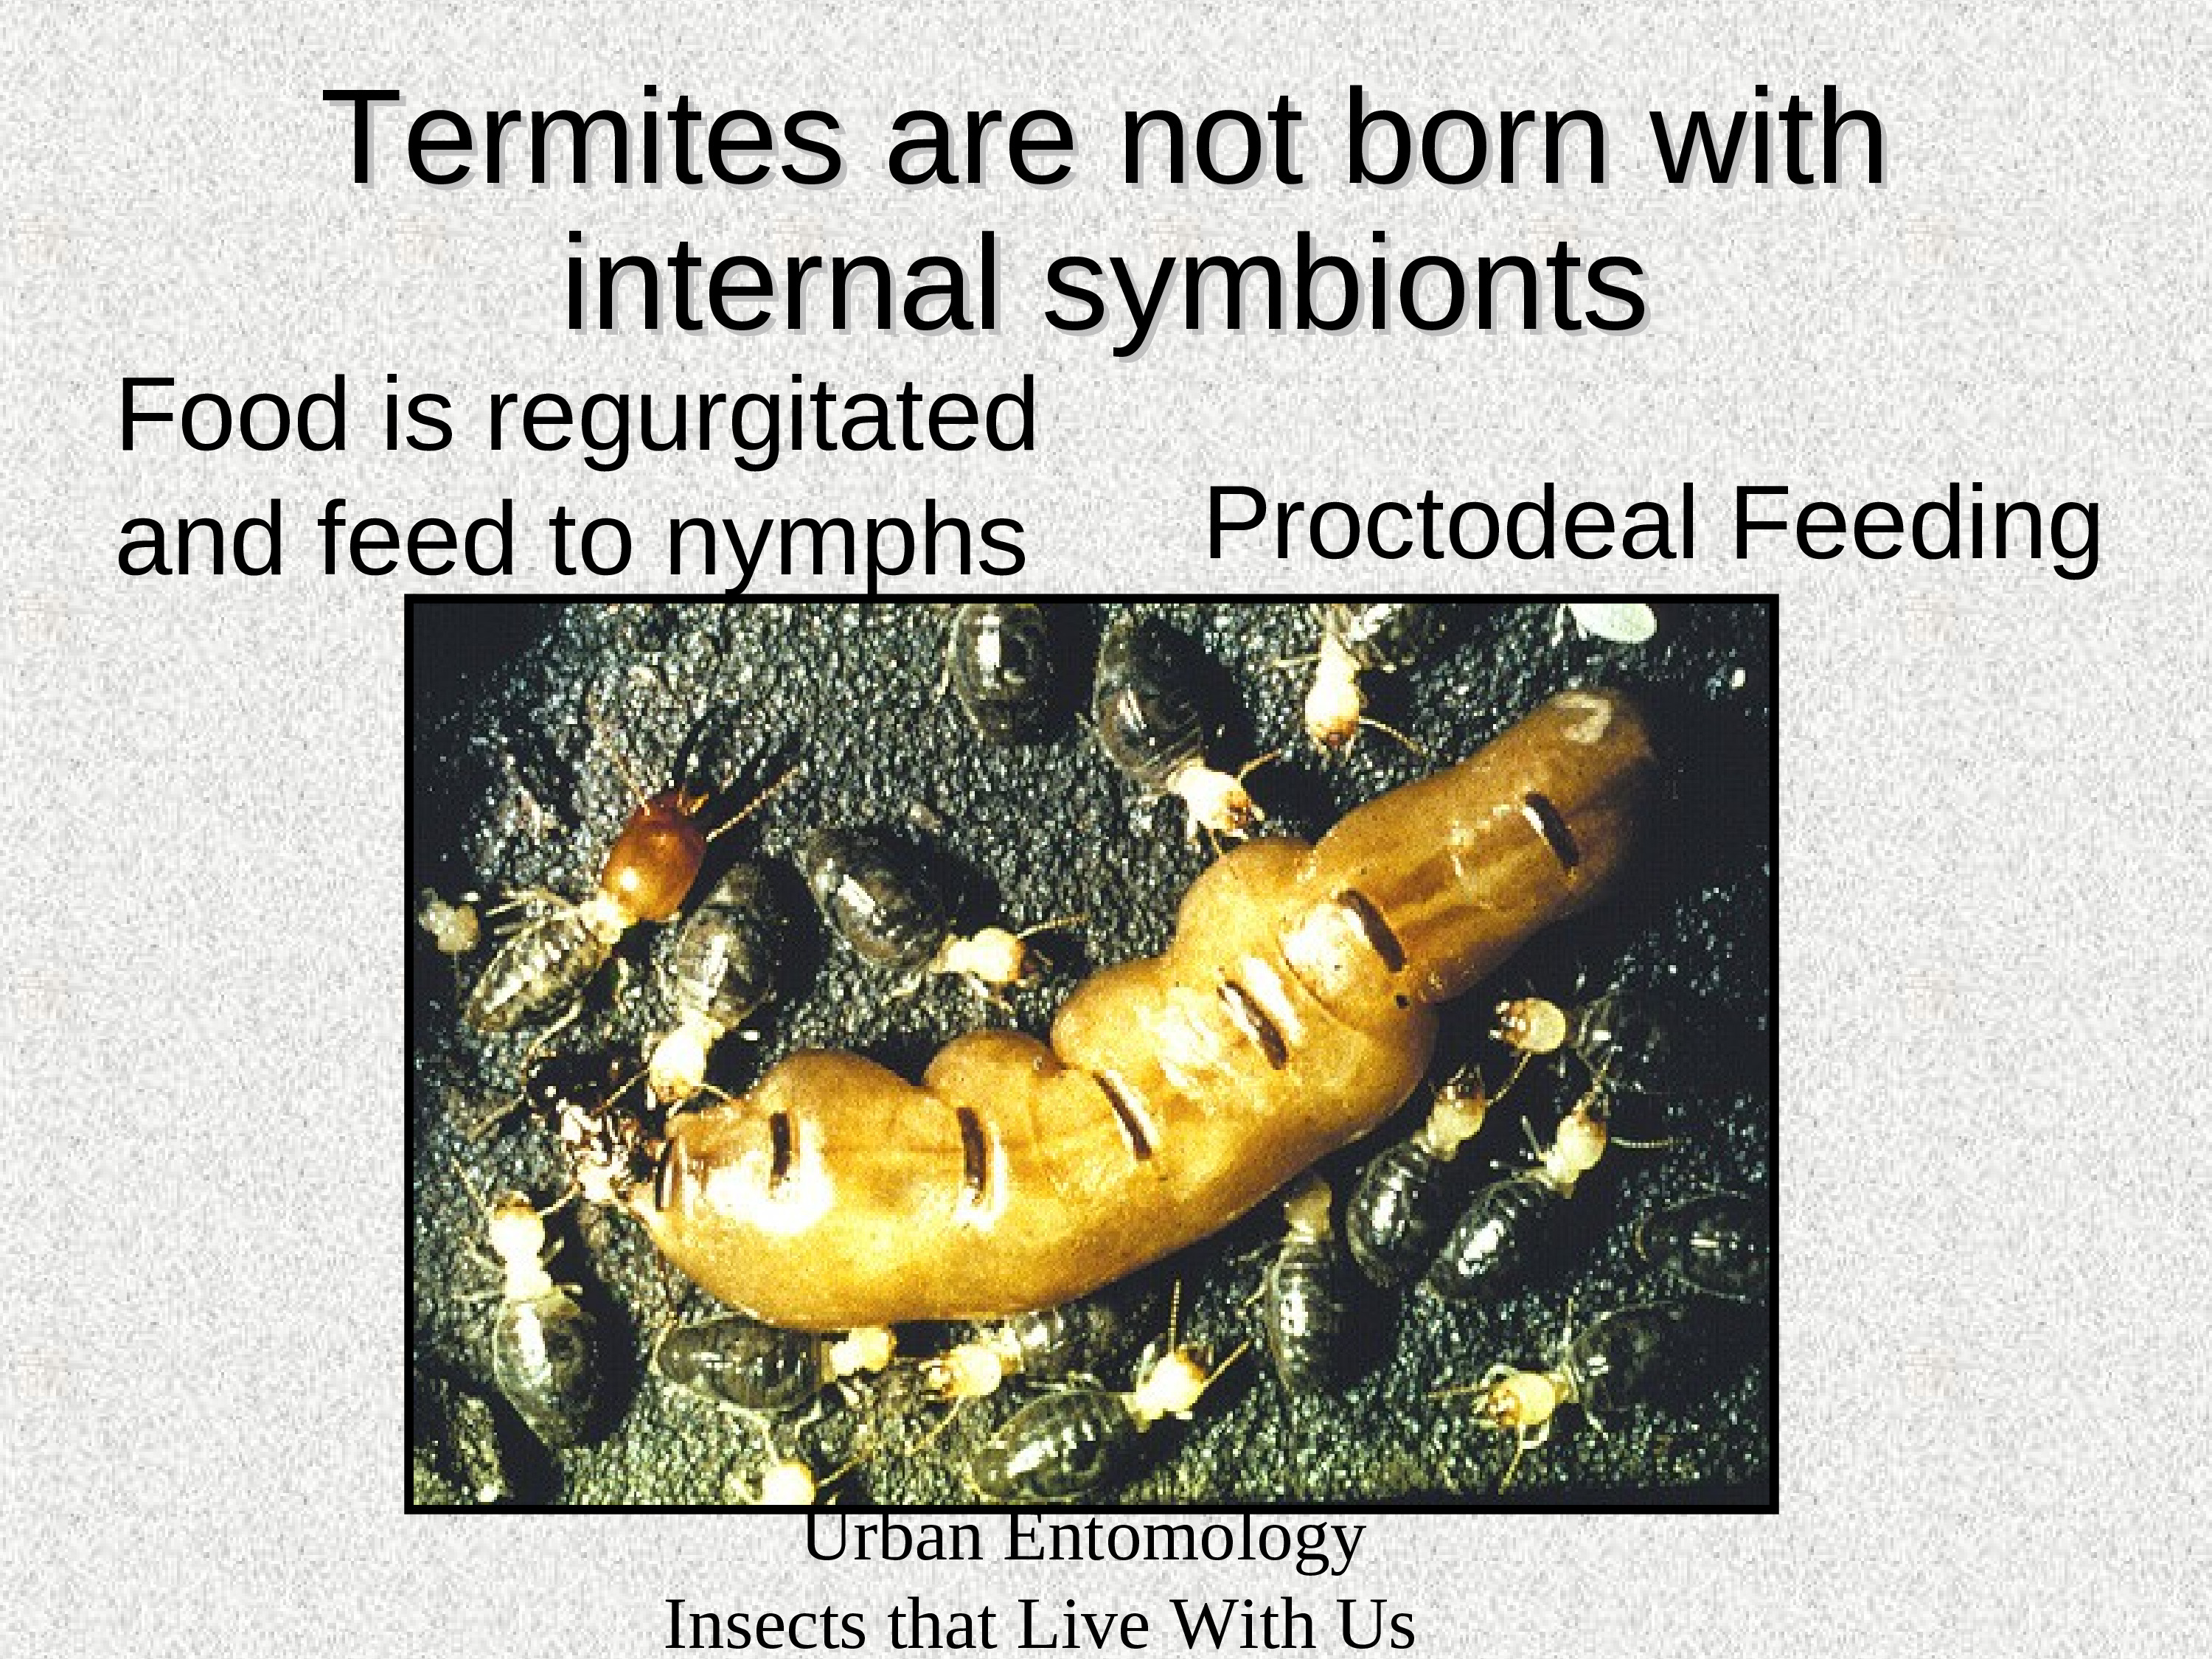 Termites are not born with
internal symbionts
Food is regurgitated
and feed to nymphs
Proctodeal Feeding
Urban Entomology
Insects that Live With Us